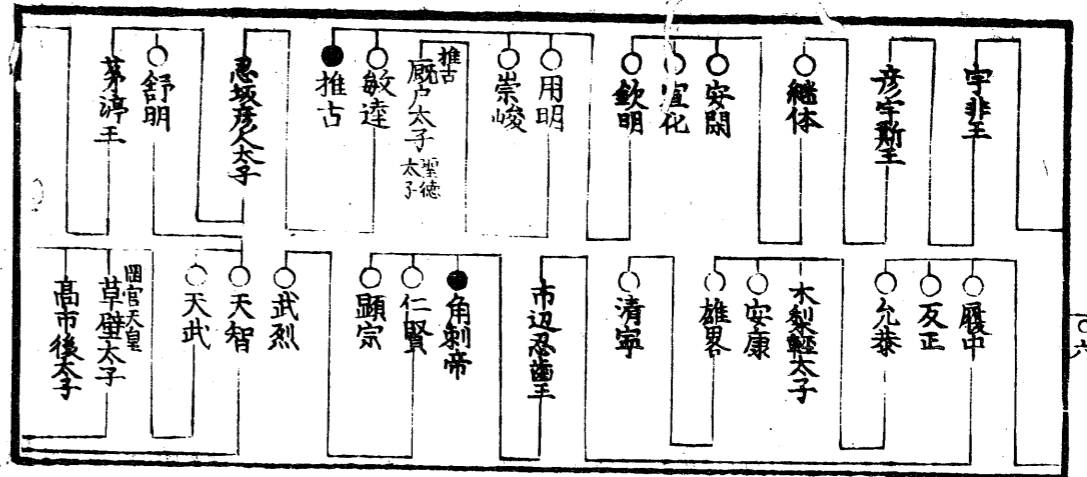 宇非王
彦宇斯王
継体
安閑
宣化
欽明
用明
崇峻
推古
厩戸太子
聖徳
太子
敏達
推古
忍坂彦人太子
舒明
茅渟王
履中
反正
允恭
木梨軽太子
安康
雄畧
清寧
市辺忍歯王
角刺帝
仁賢
顕宗
武烈
天智
天武
岡宮天皇
草壁太子
高市後太子
一〇六